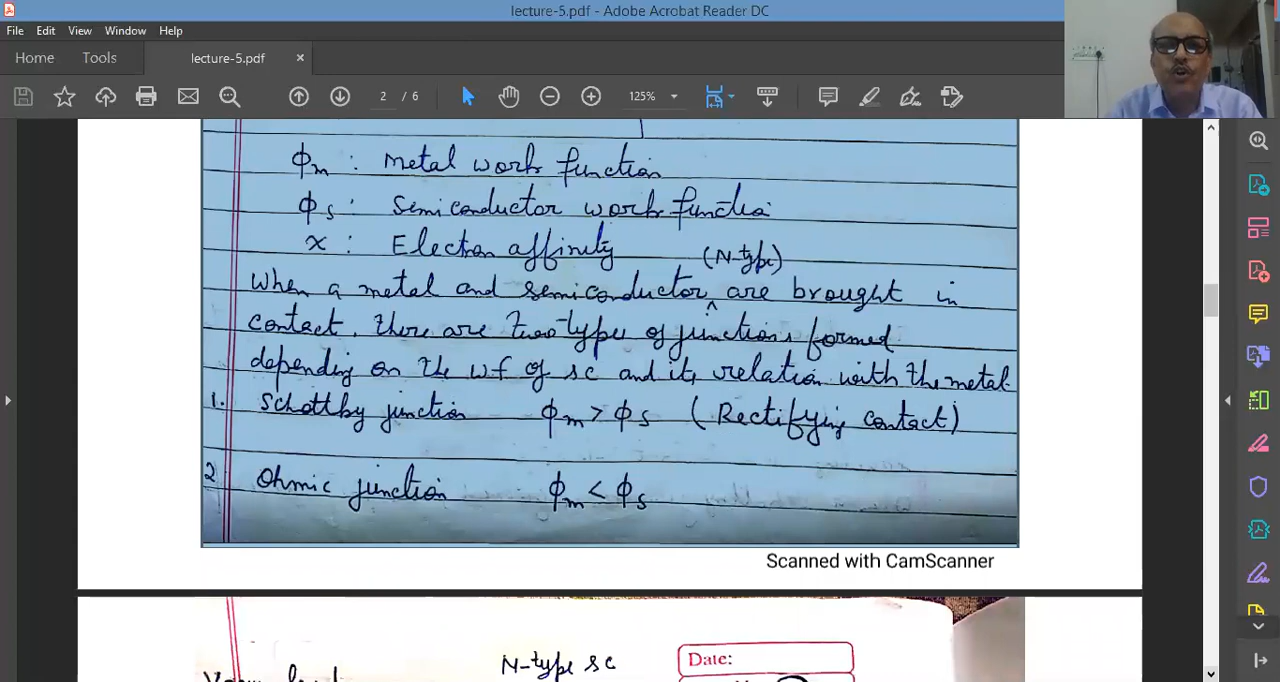 lecture-5.pdf - Adobe Acrobat Reader DC
File Edit View Window Help
Home Tools lecture-5.pdf ×
2 / 6 125%
ϕm : Metal work function
ϕs : Semiconductor work functio
x : Electron affinity
(N-type)
When a metal and semiconductor ^ are brought in
contact. there are two types of junctions formed
depending on the wf of sc and its relation with the metal
1. Schottky junction ϕm > ϕs (Rectifying contact)
2 Ohmic junction ϕm < ϕs
Scanned with CamScanner
N-type sc
Date: